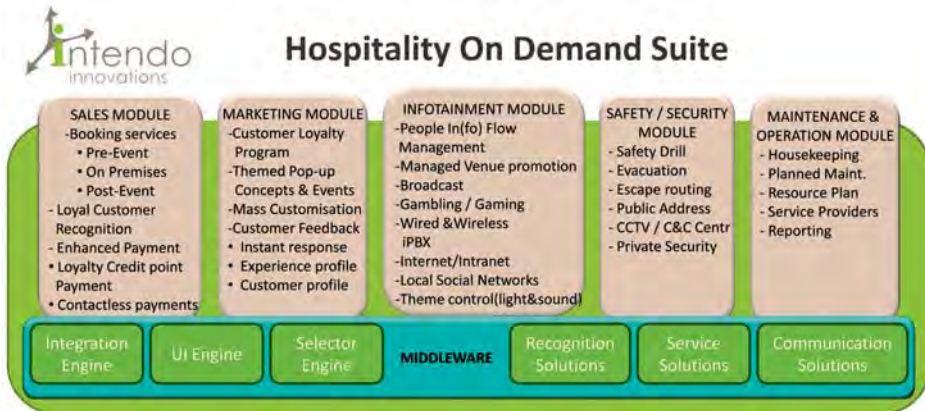 intendo
innovations
Hospitality On Demand Suite
SALES MODULE
-Booking services
• Pre-Event
• On Premises
• Post-Event
- Loyal Customer
Recognition
- Enhanced Payment
• Loyalty Credit point
Payment
• Contactless payments
MARKETING MODULE
-Customer Loyalty
Program
-Themed Pop-up
Concepts & Events
-Mass Customisation
-Customer Feedback
• Instant response
• Experience profile
• Customer profile
INFOTAINMENT MODULE
-People In(fo) Flow
Management
-Managed Venue promotion
-Broadcast
-Gambling / Gaming
-Wired &Wireless
iPBX
-Internet/Intranet
-Local Social Networks
-Theme control(light&sound)
SAFETY / SECURITY
MODULE
- Safety Drill
- Evacuation
- Escape routing
- Public Address
- CCTV / C&C Centr
- Private Security
MAINTENANCE &
OPERATION MODULE
- Housekeeping
- Planned Maint.
- Resource Plan
- Service Providers
- Reporting
Integration
Engine
UI Engine
Selector
Engine
MIDDLEWARE
Recognition
Solutions
Service
Solutions
Communication
Solutions